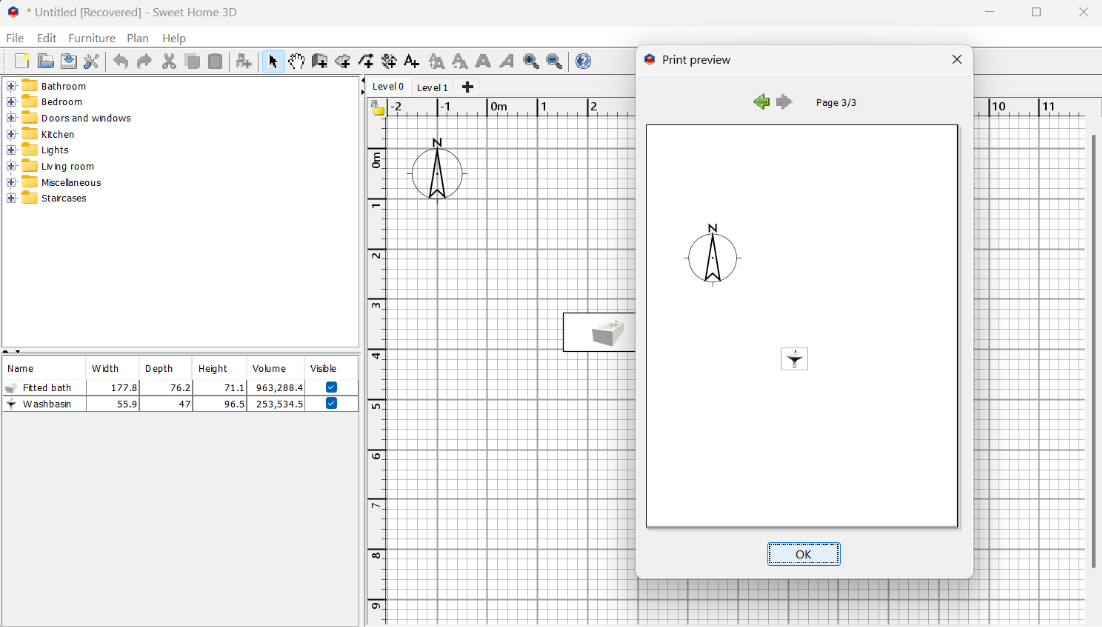 * Untitled [Recovered] - Sweet Home 3D
File Edit Furniture Plan Help
Level 0 Level 1
-2 -1 0m 1 2 10 11
Bathroom
Bedroom
Doors and windows
Kitchen
Lights
Living room
Miscellaneous
Staircases
Name Width Depth Height Volume Visible
Fitted bath 177.8 76.2 71.1 963,288.4
Washbasin 55.9 47 96.5 253,534.5
0m
1
2
3
4
5
6
7
8
9
N
Print preview
Page 3/3
N
OK